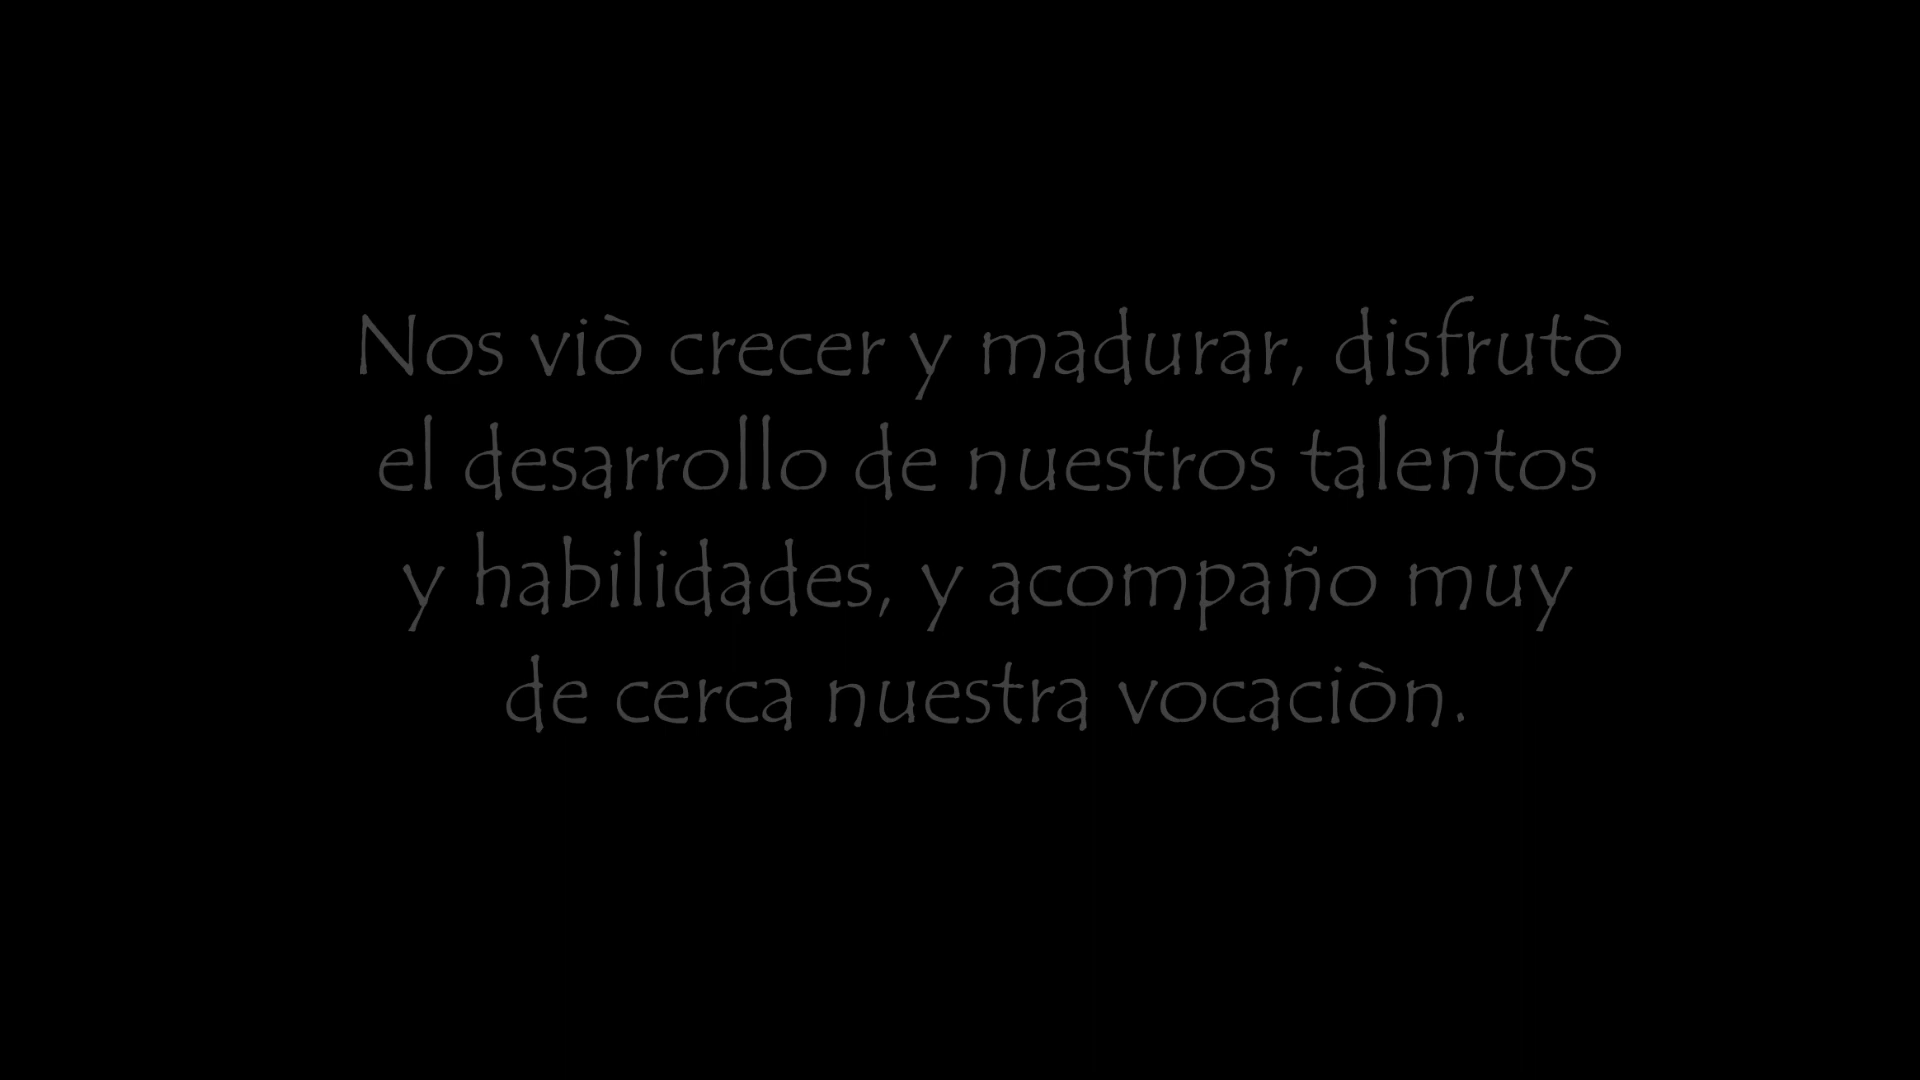 Nos viò crecer y madurar, disfrutò
el desarrollo de nuestros talentos
y habilidades, y acompaño muy
de cerca nuestra vocaciòn.